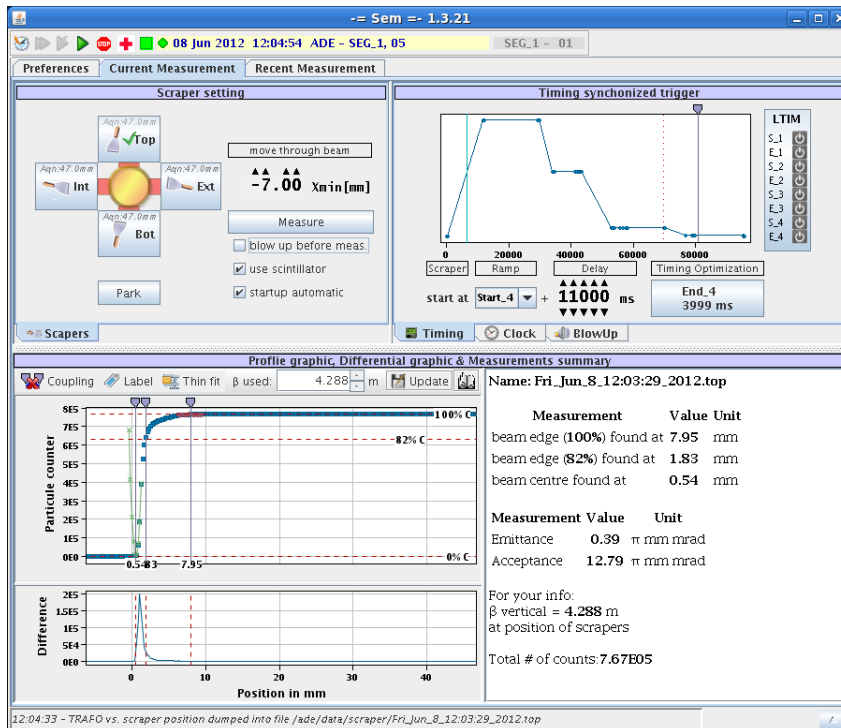 -= Sem =- 1.3.21
STOP
08 Jun 2012 12:04:54 ADE - SEG_1, 05
SEG_1 - 01
Preferences Current Measurement Recent Measurement
Scraper setting
Aqn:47.0mm
Top
Aqn:47.0mm
Int
Aqn:47.0mm
Ext
Aqn:47.0mm
Bot
Park
move through beam
-7.00 Xmin[mm]
Measure
blow up before meas.
use scintillator
startup automatic
Scapers
Timing synchonized trigger
0 20000 40000 60000 80000
Scraper Ramp Delay Timing Optimization
start at Start_4 + 11000 ms
End_4
3999 ms
LTIM
S_1
E_1
S_2
E_2
S_3
E_3
S_4
E_4
Timing Clock BlowUp
Proflie graphic, Differential graphic & Measurements summary
Coupling Label Thin fit β used: 4.288 m Update
Particule counter
8E5
7E5
6E5
5E5
4E5
3E5
2E5
1E5
0E0
100% C
82% C
0% C
0.54 83 7.95
Difference
2E5
1.5E5
1E5
5E4
0E0
0 10 20 30 40
Position in mm
Name: Fri_Jun_8_12:03:29_2012.top
Measurement Value Unit
beam edge (100%) found at 7.95 mm
beam edge (82%) found at 1.83 mm
beam centre found at 0.54 mm
Measurement Value Unit
Emittance 0.39 π mm mrad
Acceptance 12.79 π mm mrad
For your info:
β vertical = 4.288 m
at position of scrapers
Total # of counts:7.67E05
12:04:33 - TRAFO vs. scraper position dumped into file /ade/data/scraper/Fri_Jun_8_12:03:29_2012.top